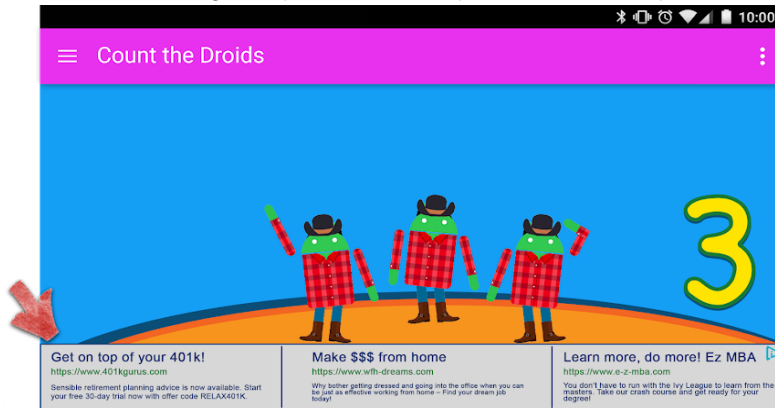 10:00
Count the Droids
3
Get on top of your 401k!
https://www.401kgurus.com
Sensible retirement planning advice is now available. Start
your free 30-day trial now with offer code RELAX401K.
Make $$$ from home
https://www.wfh-dreams.com
Why bother getting dressed and going into the office when you can
be just as effective working from home – Find your dream job
today!
Learn more, do more! Ez MBA
https://www.e-z-mba.com
You don't have to run with the Ivy League to learn from the
masters. Take our crash course and get ready for your
degree!